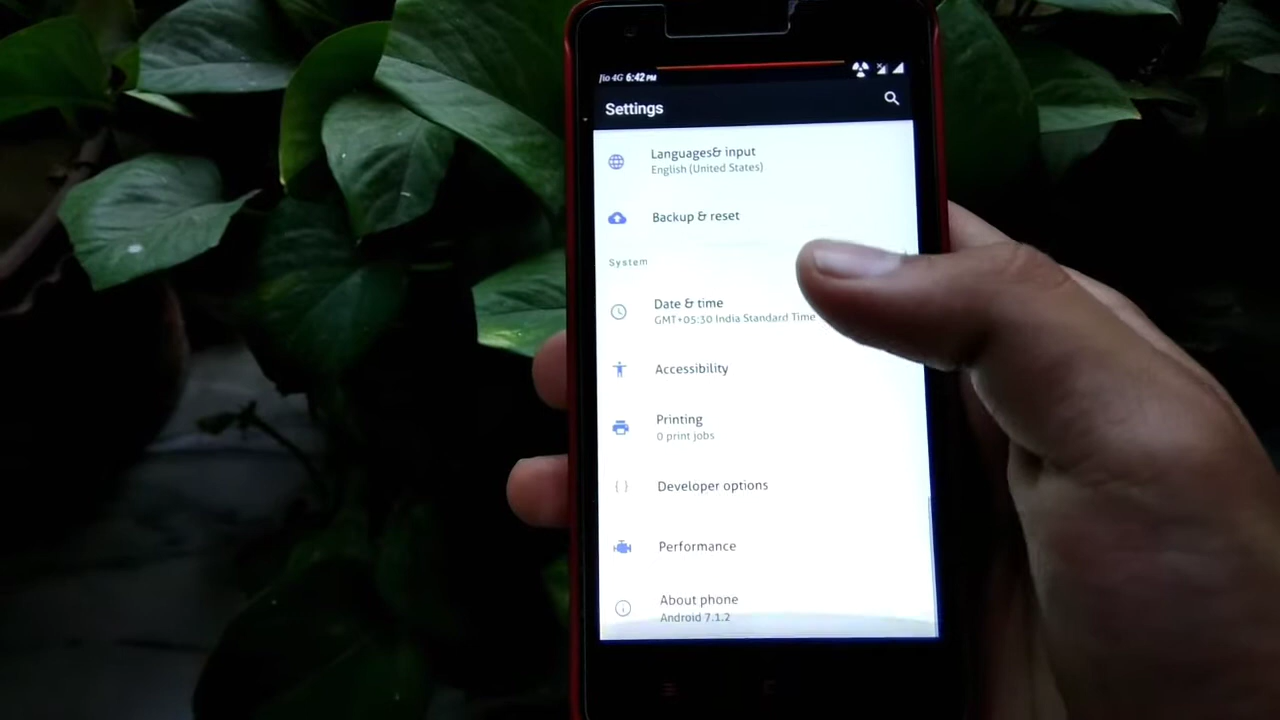 Jio 4G 6:42 PM
Settings
Languages& input
English (United States)
Backup & reset
System
Date & time
GMT+05:30 India Standard Time
Accessibility
Printing
0 print jobs
Developer options
Performance
About phone
Android 7.1.2